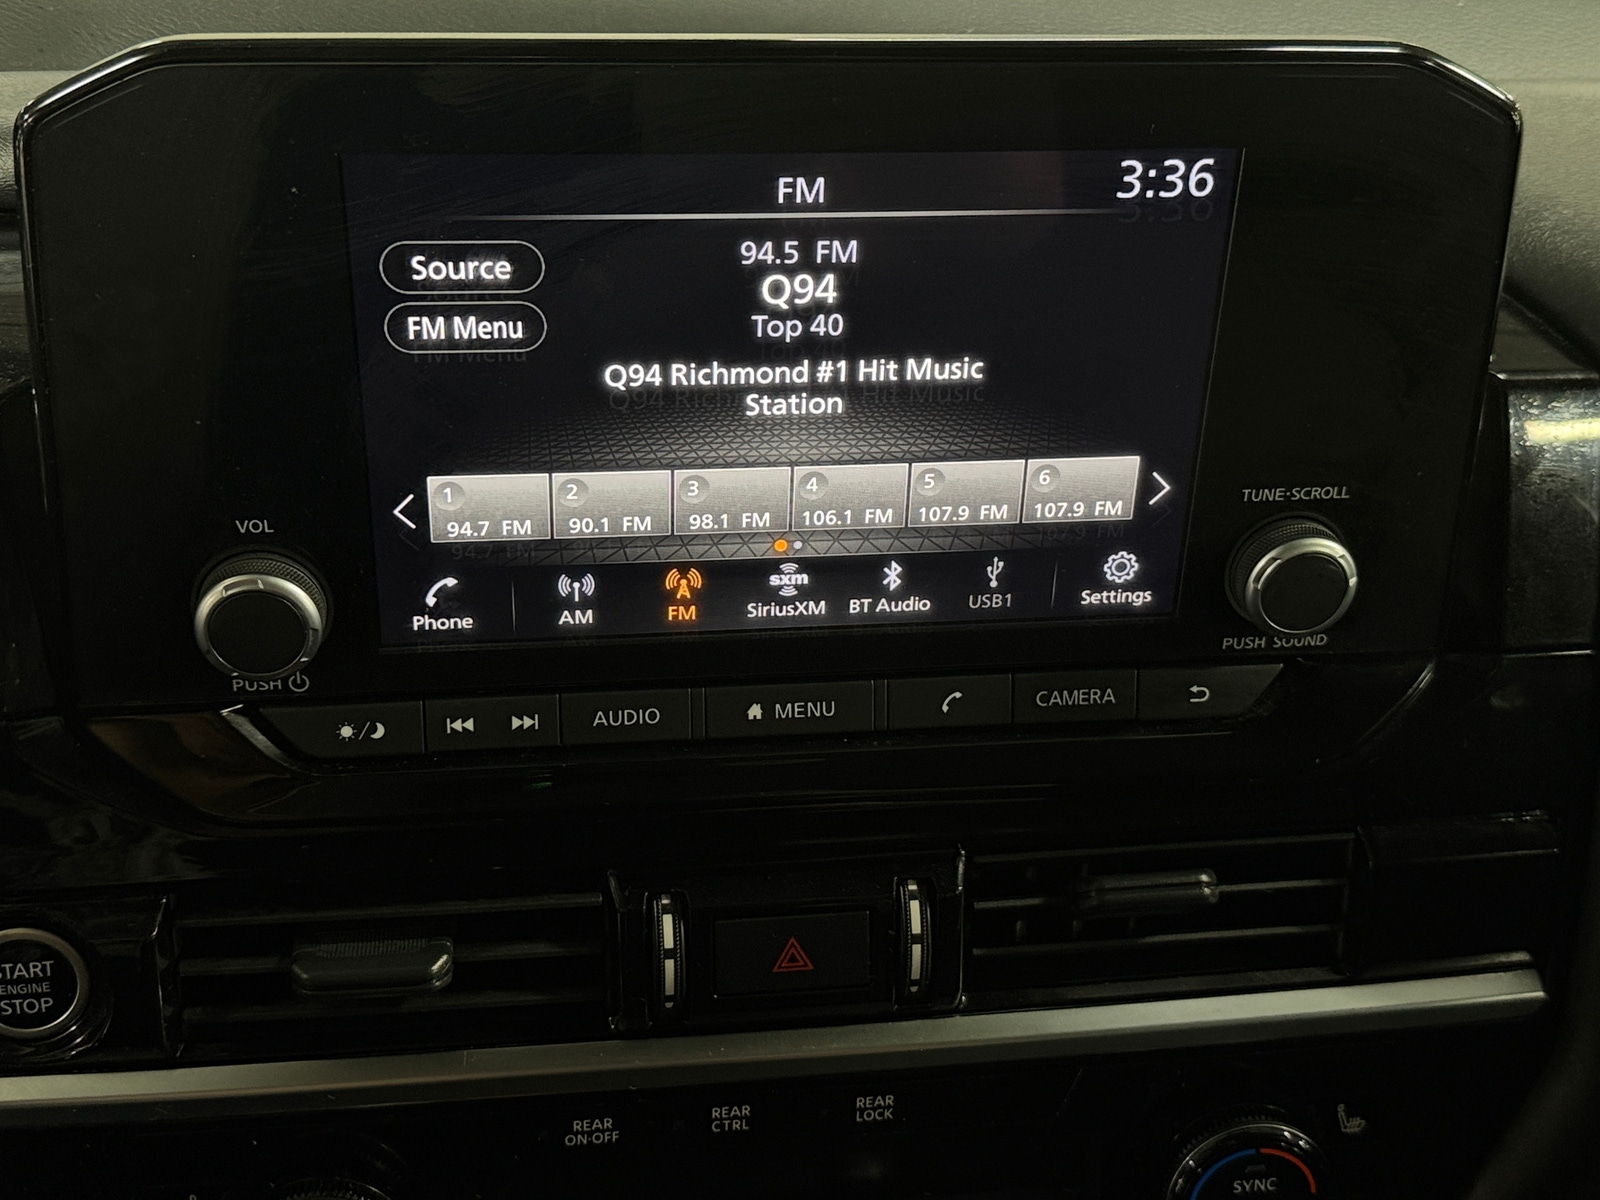 FM
3:36
Source
FM Menu
94.5 FM
Q94
Top 40
Q94 Richmond #1 Hit Music
Station
1
94.7 FM
2
90.1 FM
3
98.1 FM
4
106.1 FM
5
107.9 FM
6
107.9 FM
Phone
AM
FM
sxm
SiriusXM
BT Audio
USB1
Settings
VOL
PUSH
TUNE·SCROLL
PUSH SOUND
AUDIO
MENU
CAMERA
START
ENGINE
STOP
REAR
ON·OFF
REAR
CTRL
REAR
LOCK
SYNC